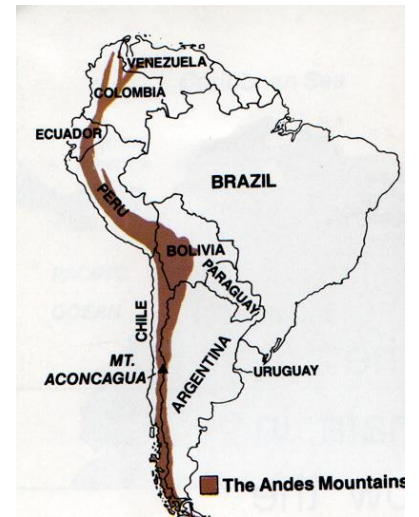 VENEZUELA
COLOMBIA
ECUADOR
PERU
BRAZIL
BOLIVIA
PARAGUAY
CHILE
MT.
ACONCAGUA
ARGENTINA
URUGUAY
The Andes Mountains